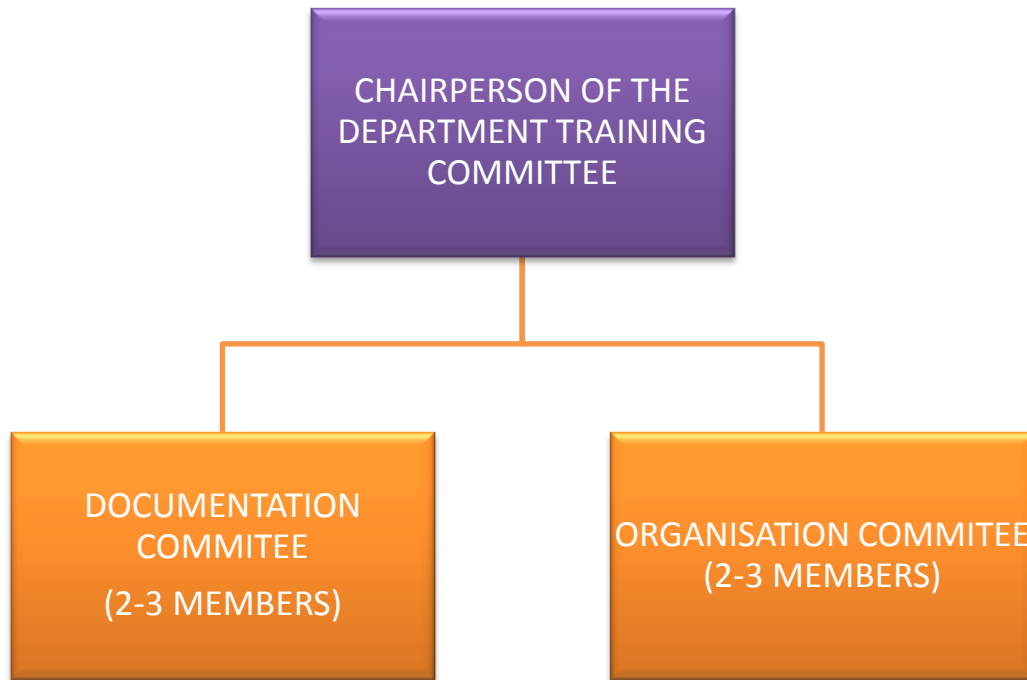 CHAIRPERSON OF THE
DEPARTMENT TRAINING
COMMITTEE
DOCUMENTATION
COMMITEE
(2-3 MEMBERS)
ORGANISATION COMMITEE
(2-3 MEMBERS)